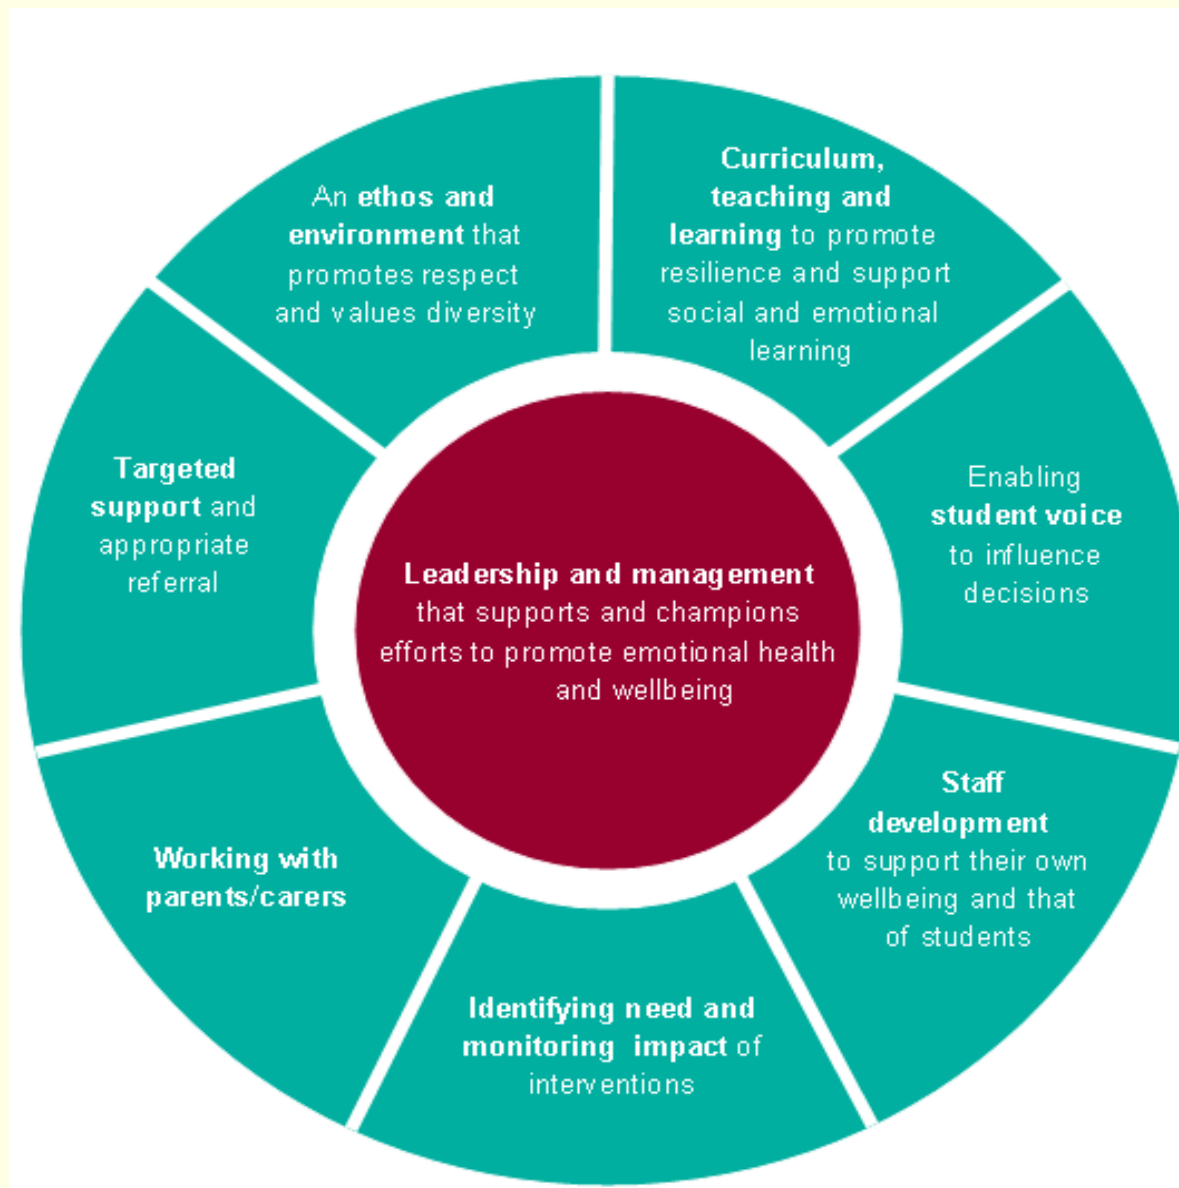 An ethos and
environment that
promotes respect
and values diversity
Curriculum,
teaching and
learning to promote
resilience and support
social and emotional
learning
Enabling
student voice
to influence
decisions
Staff
development
to support their own
wellbeing and that
of students
Identifying need and
monitoring impact of
interventions
Working with
parents/carers
Targeted
support and
appropriate
referral
Leadership and management
that supports and champions
efforts to promote emotional health
and wellbeing